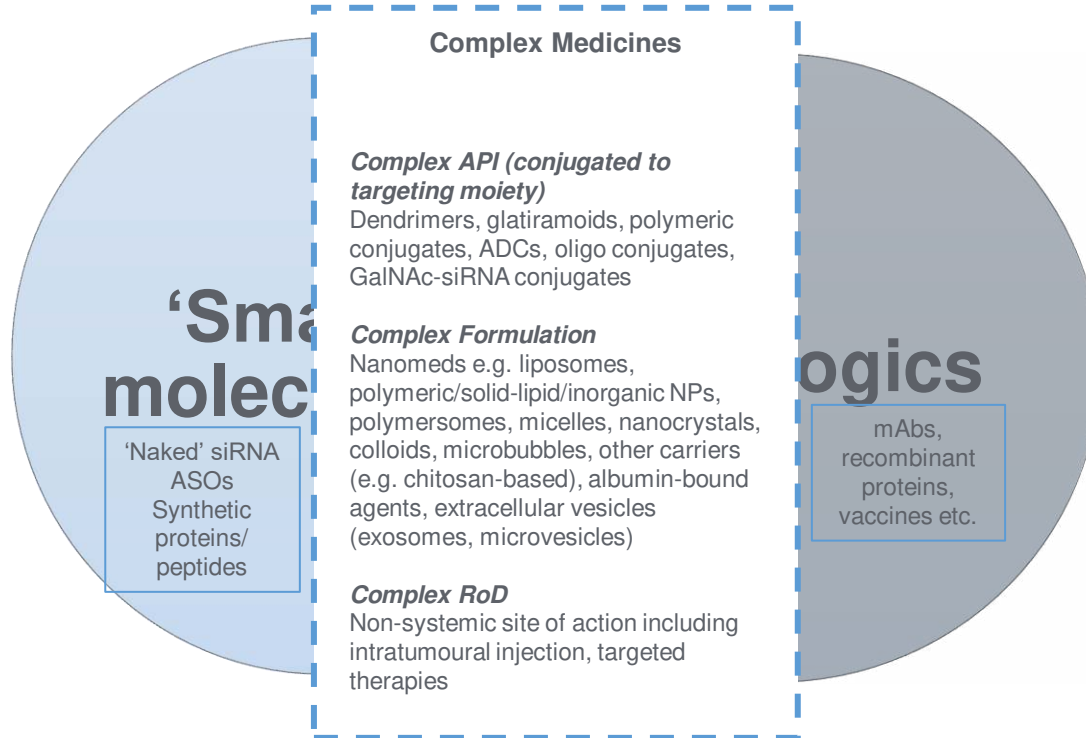 Complex Medicines
Complex API (conjugated to
targeting moiety)
Dendrimers, glatiramoids, polymeric
conjugates, ADCs, oligo conjugates,
GalNAc-siRNA conjugates
Complex Formulation
Nanomeds e.g. liposomes,
polymeric/solid-lipid/inorganic NPs,
polymersomes, micelles, nanocrystals,
colloids, microbubbles, other carriers
(e.g. chitosan-based), albumin-bound
agents, extracellular vesicles
(exosomes, microvesicles)
Complex RoD
Non-systemic site of action including
intratumoural injection, targeted
therapies
‘Sma
molec
‘Naked’ siRNA
ASOs
Synthetic
proteins/
peptides
ogics
mAbs,
recombinant
proteins,
vaccines etc.